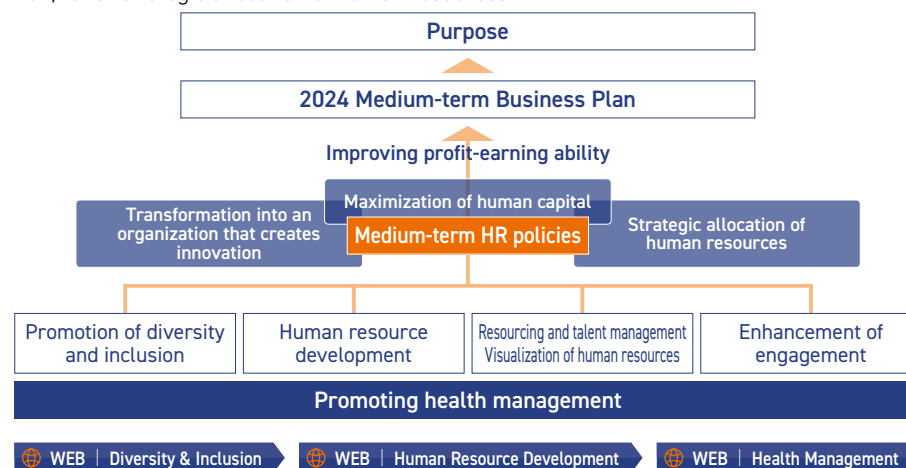 Purpose
2024 Medium-term Business Plan
Improving profit-earning ability
Maximization of human capital
Transformation into an
organization that creates
innovation
Medium-term HR policies
Strategic allocation of
human resources
Promotion of diversity
and inclusion
Human resource
development
Resourcing and talent management
Visualization of human resources
Enhancement of
engagement
Promoting health management
WEB | Diversity & Inclusion
WEB | Human Resource Development
WEB | Health Management